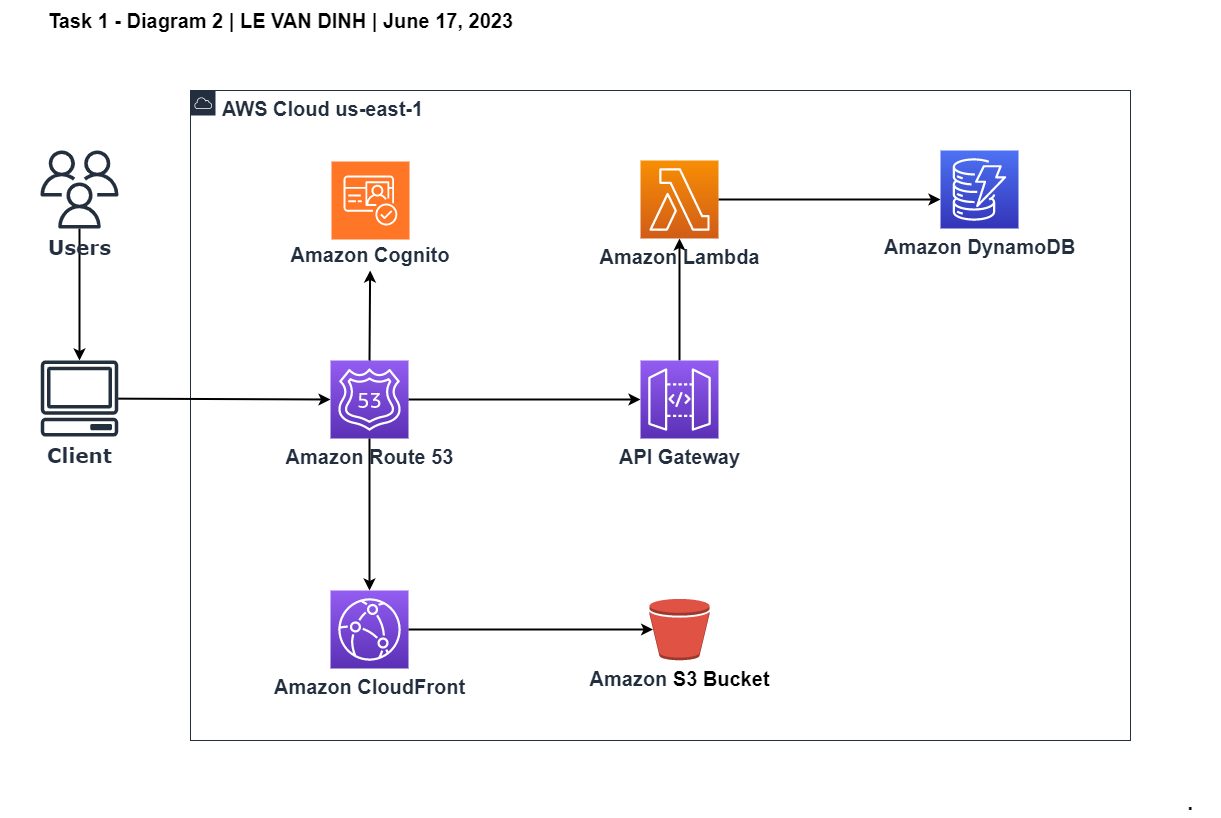 Task 1 - Diagram 2 | LE VAN DINH | June 17, 2023
AWS Cloud us-east-1
Users
Amazon Cognito
Amazon Lambda
Amazon DynamoDB
Client
53
Amazon Route 53
</>
API Gateway
Amazon CloudFront
Amazon S3 Bucket
.